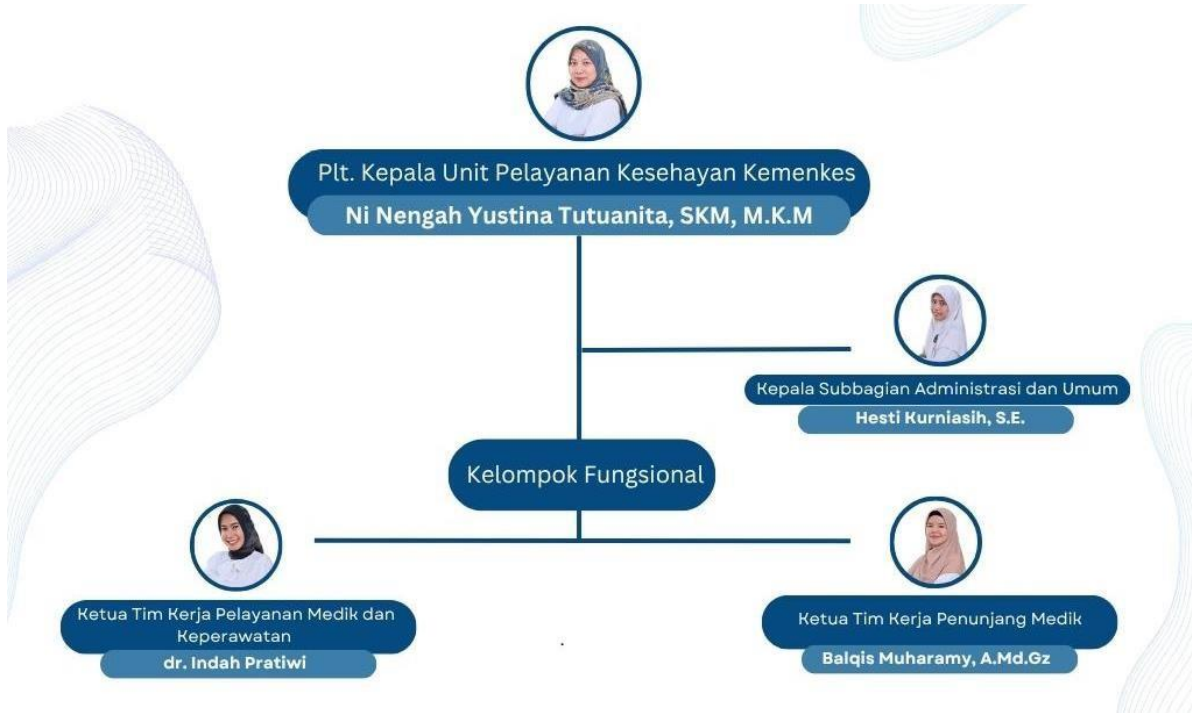 Plt. Kepala Unit Pelayanan Kesehayan Kemenkes
Ni Nengah Yustina Tutuanita, SKM, M.K.M
Kepala Subbagian Administrasi dan Umum
Hesti Kurniasih, S.E.
Kelompok Fungsional
Ketua Tim Kerja Pelayanan Medik dan
Keperawatan
dr. Indah Pratiwi
Ketua Tim Kerja Penunjang Medik
Balqis Muharamy, A.Md.Gz